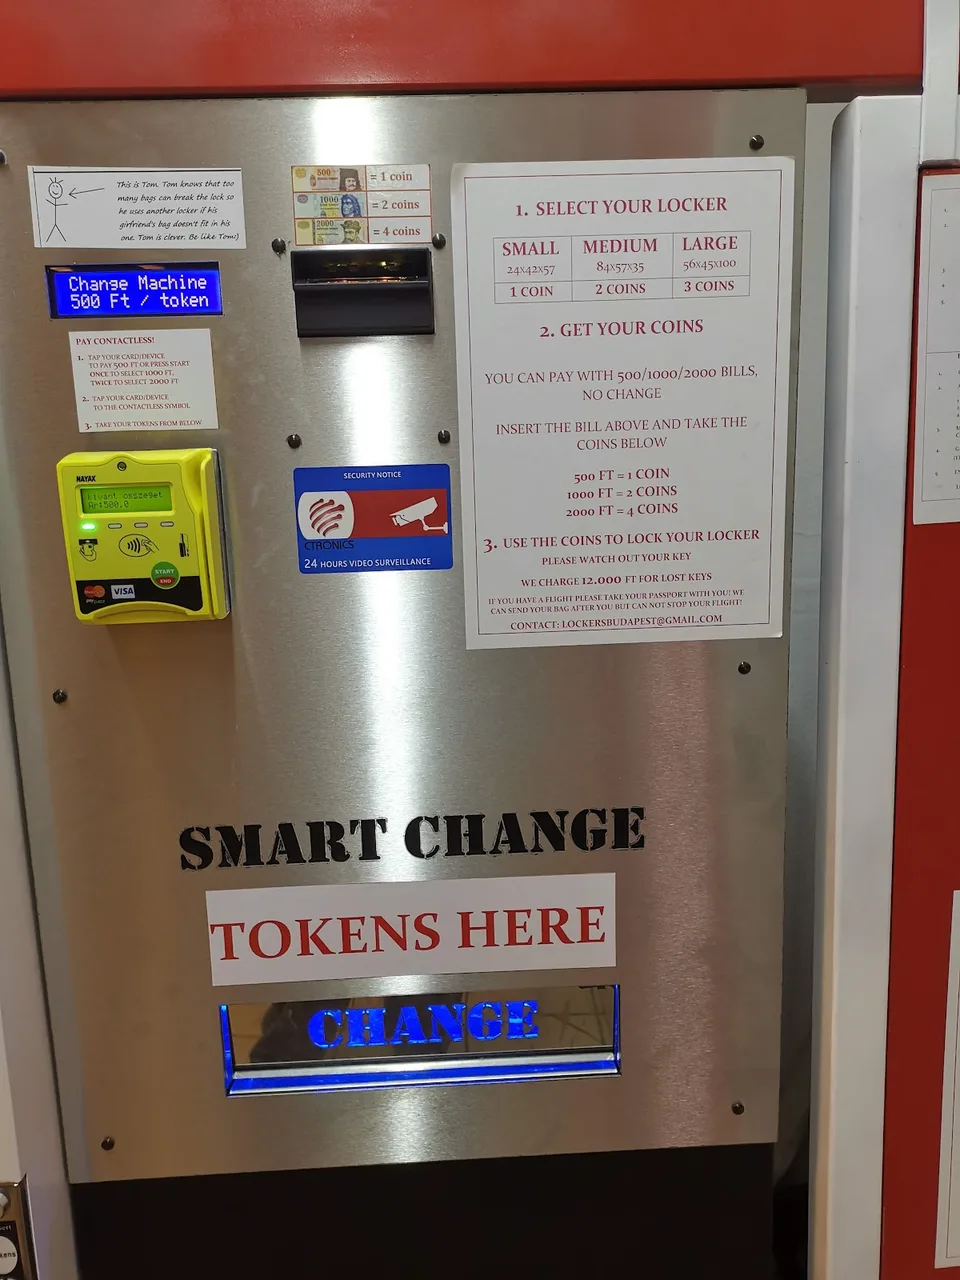 This is Tom. Tom knows that too
many bags can break the lock so
he uses another locker if his
girlfriend's bag doesn't fit in his
one. Tom is clever. Be like Tom:)
500 = 1 coin
1000 = 2 coins
2000 = 4 coins
Change Machine
500 Ft / token
PAY CONTACTLESS!
1. TAP YOUR CARD/DEVICE
TO PAY 500 FT OR PRESS START
ONCE TO SELECT 1000 FT,
TWICE TO SELECT 2000 FT
2. TAP YOUR CARD/DEVICE
TO THE CONTACTLESS SYMBOL
3. TAKE YOUR TOKENS FROM BELOW
NAYAX
Ar:500.0
START
END
VISA
SECURITY NOTICE
CTRONICS
24 HOURS VIDEO SURVEILLANCE
1. SELECT YOUR LOCKER
SMALL MEDIUM LARGE
24x42x57 84x57x35 56x45x100
1 COIN 2 COINS 3 COINS
2. GET YOUR COINS
YOU CAN PAY WITH 500/1000/2000 BILLS,
NO CHANGE
INSERT THE BILL ABOVE AND TAKE THE
COINS BELOW
500 FT = 1 COIN
1000 FT = 2 COINS
2000 FT = 4 COINS
3. USE THE COINS TO LOCK YOUR LOCKER
PLEASE WATCH OUT YOUR KEY
WE CHARGE 12.000 FT FOR LOST KEYS
IF YOU HAVE A FLIGHT PLEASE TAKE YOUR PASSPORT WITH YOU! WE
CAN SEND YOUR BAG AFTER YOU BUT CAN NOT STOP YOUR FLIGHT!
CONTACT: LOCKERSBUDAPEST@GMAIL.COM
SMART CHANGE
TOKENS HERE
CHANGE